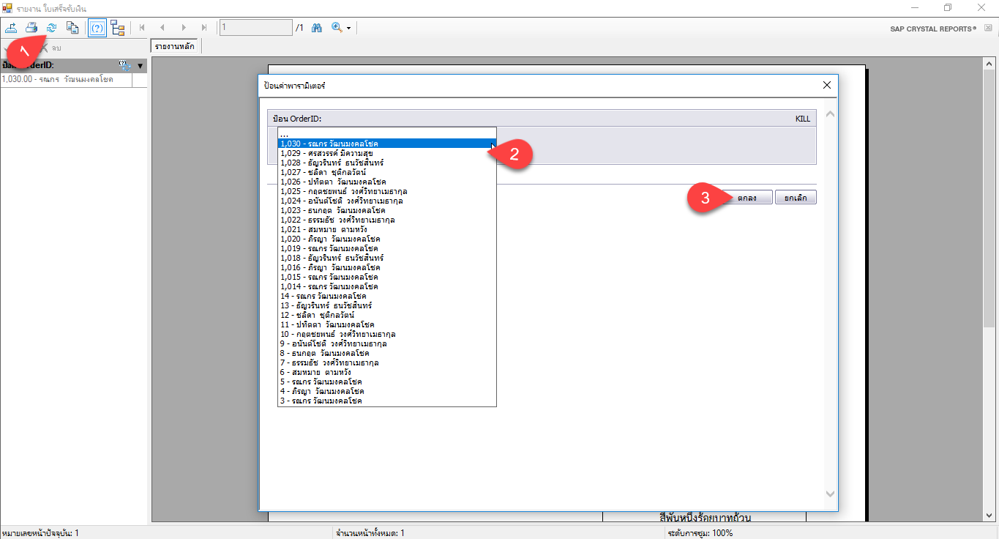 รายงาน ใบเสร็จรับเงิน
1 /1
SAP CRYSTAL REPORTS®
1
ลบ
รายงานหลัก
OrderID:
1,030.00 - รณกร วัฒนมงคลโชค
ป้อนค่าพารามิเตอร์
ป้อน OrderID:
KILL
...
1,030 - รณกร วัฒนมงคลโชค
1,029 - ศรสวรรค์ มีความสุข
2
1,028 - ธัญวรินทร์ ธนวัชสินทร์
1,027 - ชลิดา ชุติกลวัตน์
1,026 - ปทิตตา วัฒนมงคลโชค
1,025 - กฤตชยพนธ์ วงศ์วิทยาเมธากุล
1,024 - อนันต์โชติ วงศ์วิทยาเมธากุล
3
ตกลง
ยกเลิก
1,023 - ธนกฤต วัฒนมงคลโชค
1,022 - ธรรมธัช วงศ์วิทยาเมธากุล
1,021 - สมหมาย ตามหวัง
1,020 - ภิรญา วัฒนมงคลโชค
1,019 - รณกร วัฒนมงคลโชค
1,018 - ธัญวรินทร์ ธนวัชสินทร์
1,016 - ภิรญา วัฒนมงคลโชค
1,015 - รณกร วัฒนมงคลโชค
1,014 - รณกร วัฒนมงคลโชค
14 - รณกร วัฒนมงคลโชค
13 - ธัญวรินทร์ ธนวัชสินทร์
12 - ชลิดา ชุติกลวัตน์
11 - ปทิตตา วัฒนมงคลโชค
10 - กฤตชยพนธ์ วงศ์วิทยาเมธากุล
9 - อนันต์โชติ วงศ์วิทยาเมธากุล
8 - ธนกฤต วัฒนมงคลโชค
7 - ธรรมธัช วงศ์วิทยาเมธากุล
6 - สมหมาย ตามหวัง
5 - รณกร วัฒนมงคลโชค
4 - ภิรญา วัฒนมงคลโชค
3 - รณกร วัฒนมงคลโชค
สี่พันหนึ่งร้อยบาทถ้วน
หมายเลขหน้าปัจจุบัน: 1
จำนวนหน้าทั้งหมด: 1
ระดับการซูม: 100%